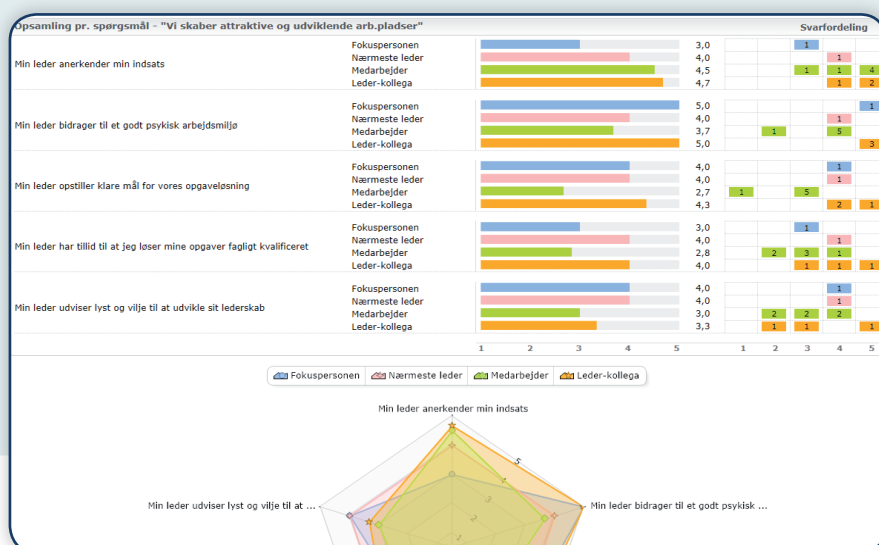 Opsamling pr. spørgsmål - "Vi skaber attraktive og udviklende arb.pladser" Svarfordeling
Fokuspersonen 3,0 1
Nærmeste leder 4,0 1
Min leder anerkender min indsats
Medarbejder 4,5 1 1 4
Leder-kollega 4,7 1 2
Fokuspersonen 5,0 1
Nærmeste leder 4,0 1
Min leder bidrager til et godt psykisk arbejdsmiljø
Medarbejder 3,7 1 5
Leder-kollega 5,0 3
Fokuspersonen 4,0 1
Nærmeste leder 4,0 1
Min leder opstiller klare mål for vores opgaveløsning
Medarbejder 2,7 1 5
Leder-kollega 4,3 2 1
Fokuspersonen 3,0 1
Nærmeste leder 4,0 1
Min leder har tillid til at jeg løser mine opgaver fagligt kvalificeret
Medarbejder 2,8 2 3 1
Leder-kollega 4,0 1 1 1
Fokuspersonen 4,0 1
Nærmeste leder 4,0 1
Min leder udviser lyst og vilje til at udvikle sit lederskab
Medarbejder 3,0 2 2 2
Leder-kollega 3,3 1 1 1
1 2 3 4 5 1 2 3 4 5
Fokuspersonen Nærmeste leder Medarbejder Leder-kollega
Min leder anerkender min indsats
5
4
3
Min leder udviser lyst og vilje til at ... Min leder bidrager til et godt psykisk ...
2
1